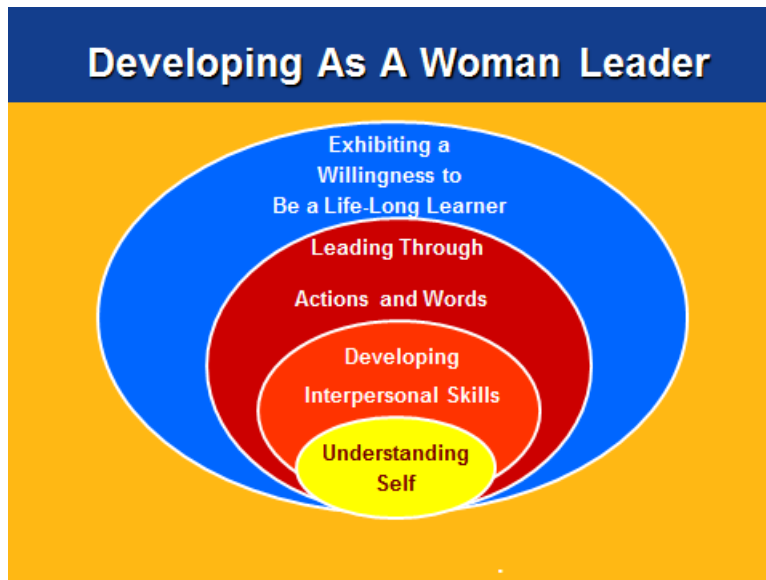 Developing As A Woman Leader
Exhibiting a
Willingness to
Be a Life-Long Learner
Leading Through
Actions and Words
Developing
Interpersonal Skills
Understanding
Self